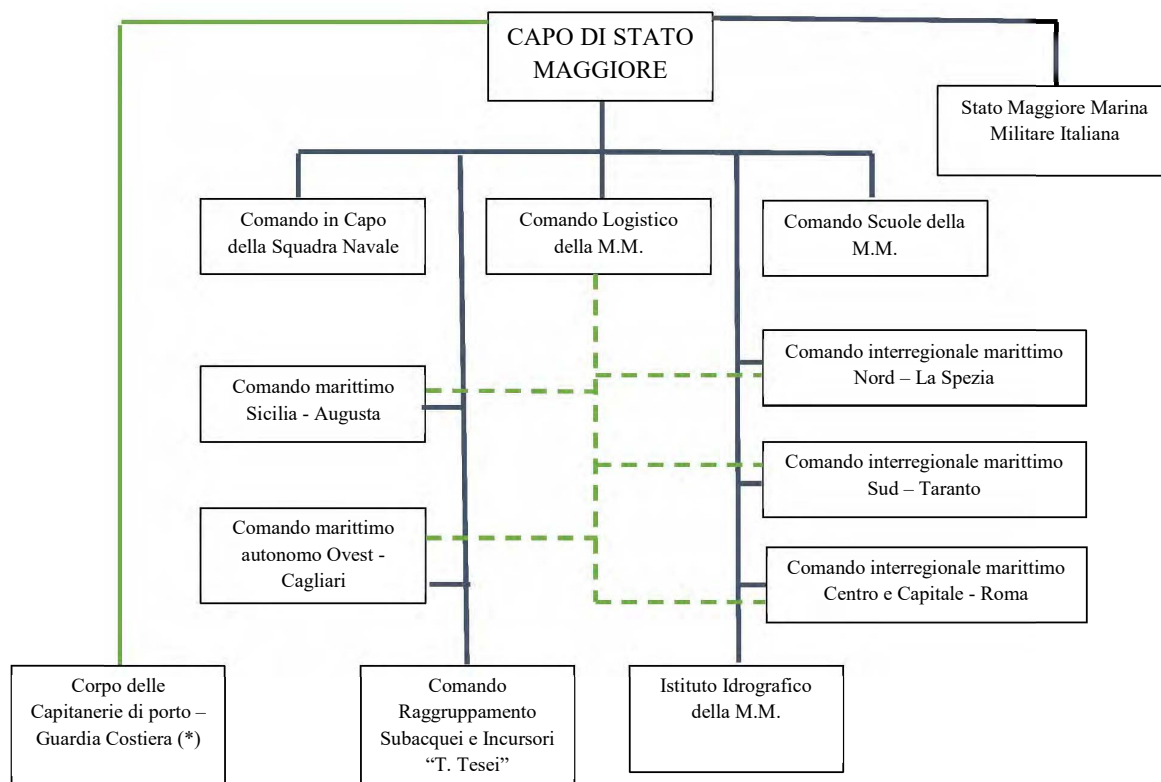 CAPO DI STATO
MAGGIORE
Stato Maggiore Marina
Militare Italiana
Comando in Capo
della Squadra Navale
Comando Logistico
della M.M.
Comando Scuole della
M.M.
Comando interregionale marittimo
Nord – La Spezia
Comando marittimo
Sicilia - Augusta
Comando interregionale marittimo
Sud – Taranto
Comando marittimo
autonomo Ovest -
Cagliari
Comando interregionale marittimo
Centro e Capitale - Roma
Corpo delle
Capitanerie di porto –
Guardia Costiera (*)
Comando
Raggruppamento
Subacquei e Incursori
“T. Tesei”
Istituto Idrografico
della M.M.